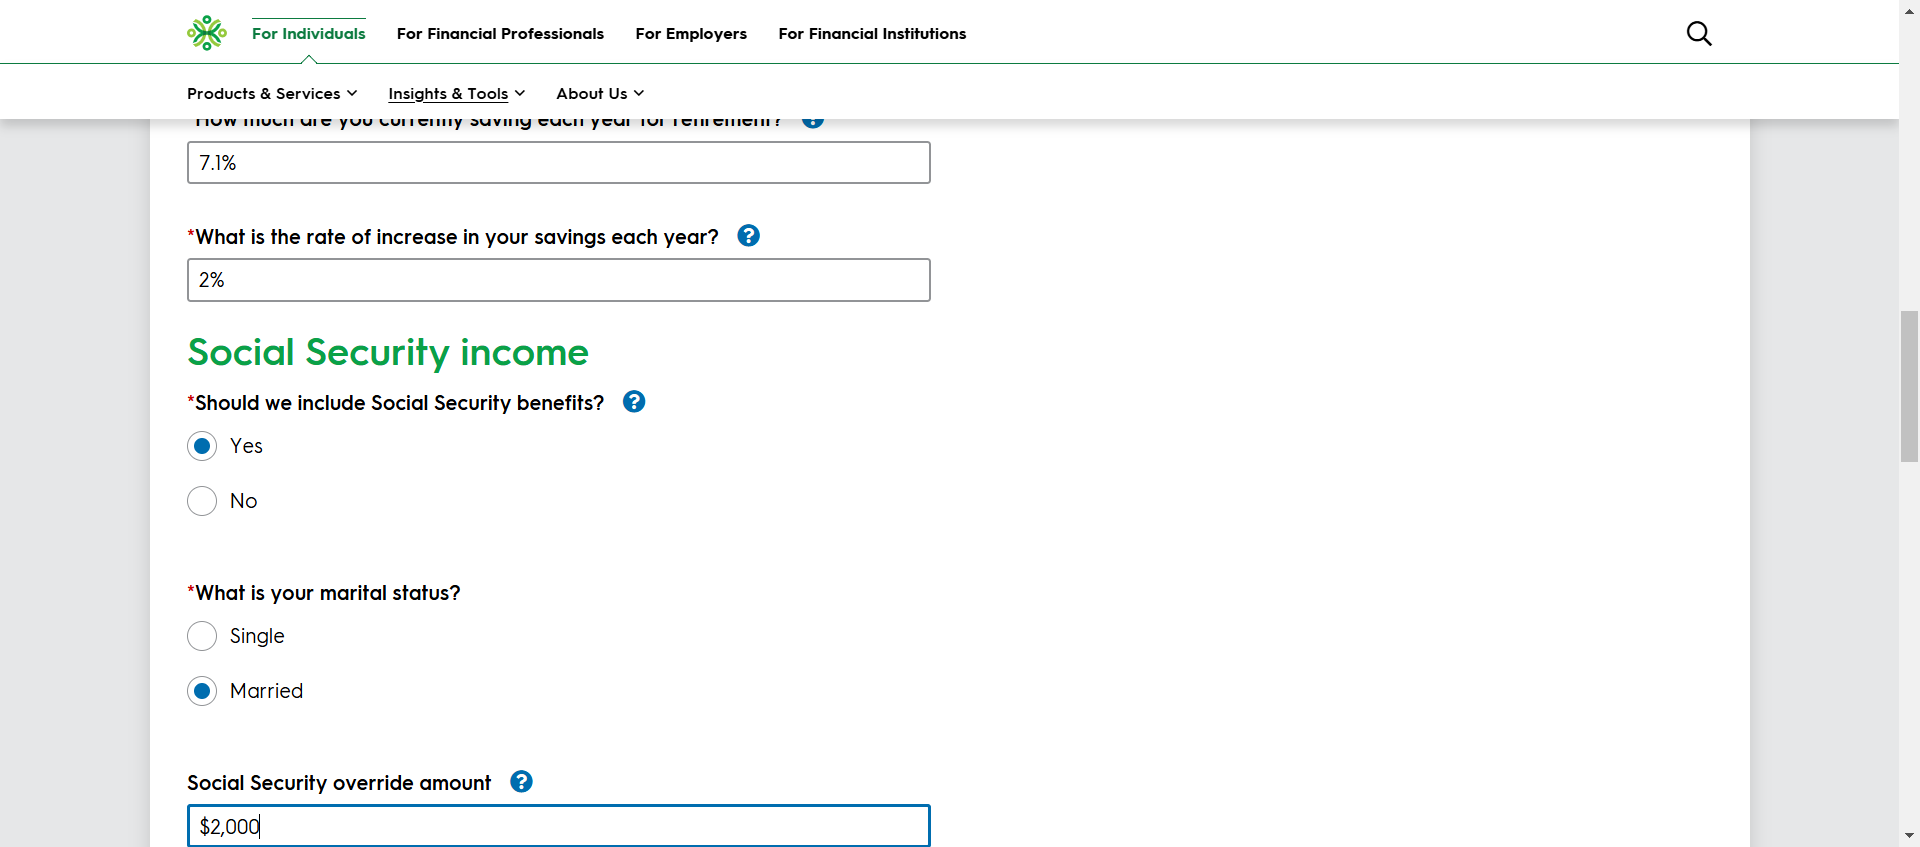 For Individuals For Financial Professionals For Employers For Financial Institutions
Products & Services Insights & Tools About Us
How much are you currently saving each year for retirement? ?
7.1%
*What is the rate of increase in your savings each year? ?
2%
Social Security income
*Should we include Social Security benefits? ?
Yes
No
*What is your marital status?
Single
Married
Social Security override amount ?
$2,000